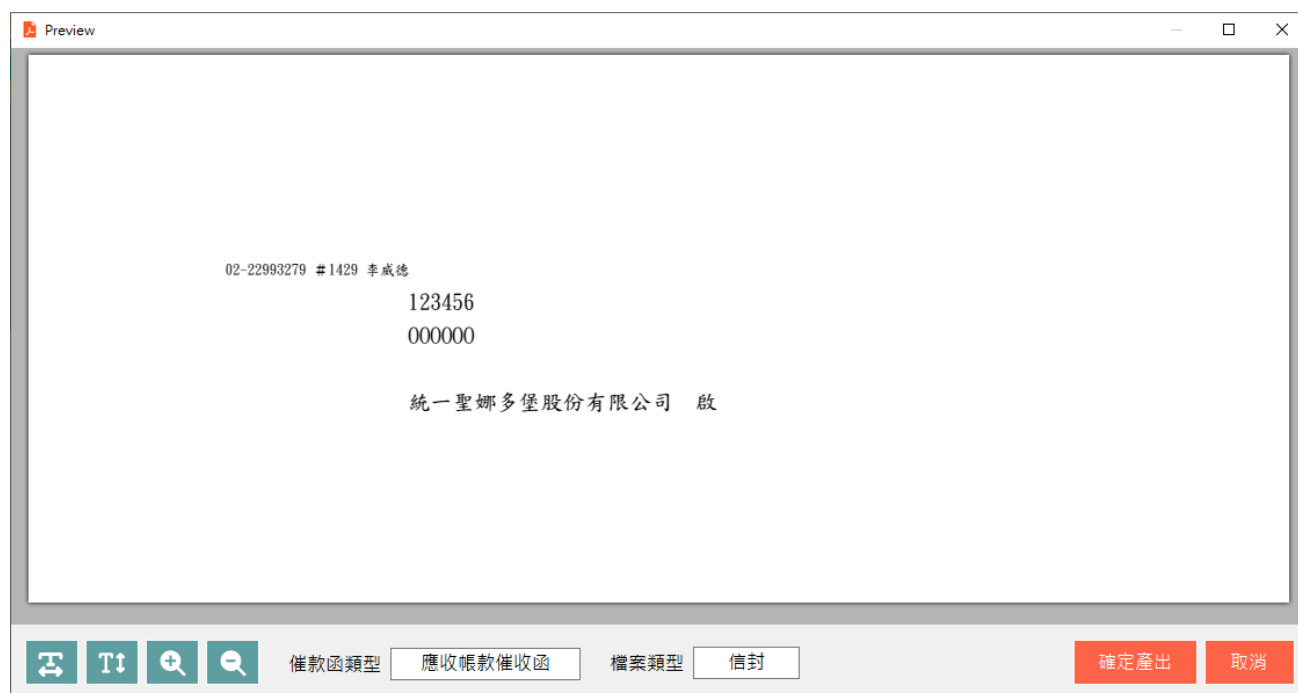 Preview
02-22993279 #1429 李威德
123456
000000
統一聖娜多堡股份有限公司 啟
催款函類型 應收帳款催收函 檔案類型 信封 確定產出 取消